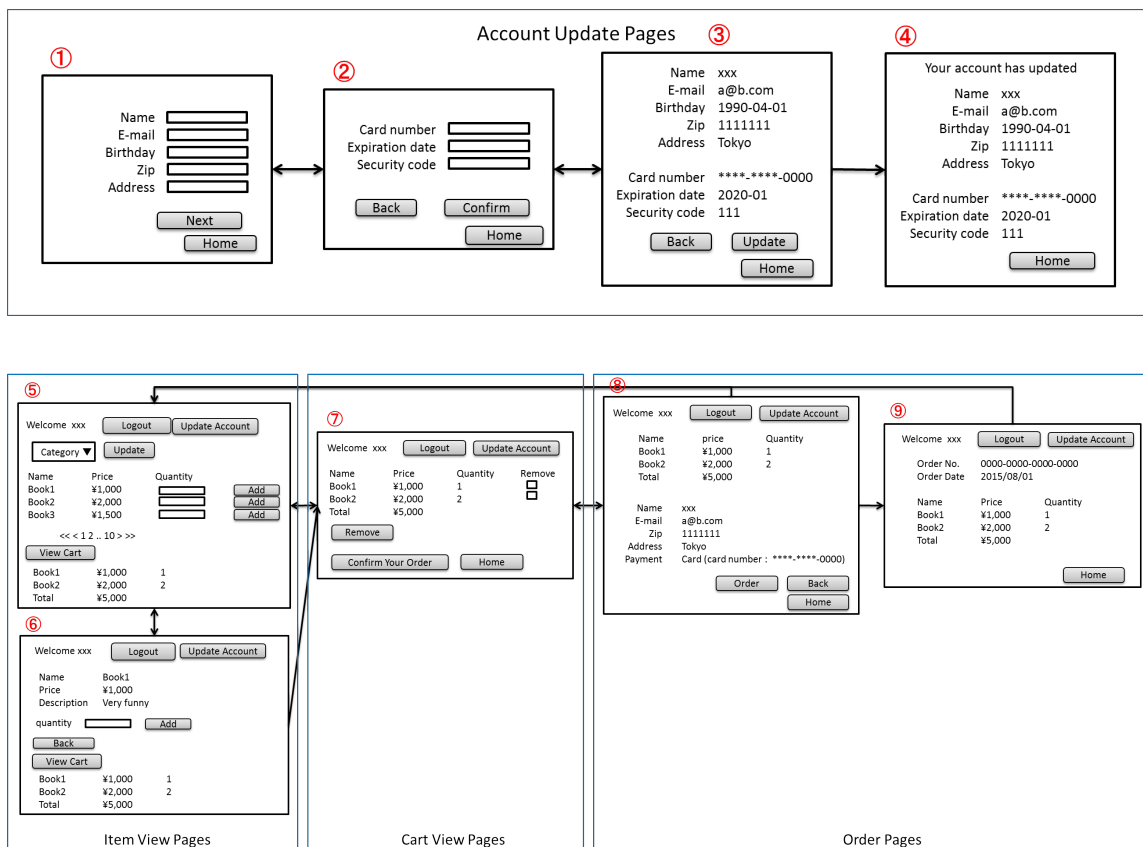 Account Update Pages
①
Name
E-mail
Birthday
Zip
Address
Next
Home
②
Card number
Expiration date
Security code
Back Confirm
Home
③
Name xxx
E-mail a@b.com
Birthday 1990-04-01
Zip 1111111
Address Tokyo
Card number ****-****-0000
Expiration date 2020-01
Security code 111
Back Update
Home
④
Your account has updated
Name xxx
E-mail a@b.com
Birthday 1990-04-01
Zip 1111111
Address Tokyo
Card number ****-****-0000
Expiration date 2020-01
Security code 111
Home
⑤
Welcome xxx Logout Update Account
Category ▼ Update
Name Price Quantity
Book1 ¥1,000 Add
Book2 ¥2,000 Add
Book3 ¥1,500 Add
<< < 1 2 .. 10 > >>
View Cart
Book1 ¥1,000 1
Book2 ¥2,000 2
Total ¥5,000
⑥
Welcome xxx Logout Update Account
Name Book1
Price ¥1,000
Description Very funny
quantity Add
Back
View Cart
Book1 ¥1,000 1
Book2 ¥2,000 2
Total ¥5,000
Item View Pages
⑦
Welcome xxx Logout Update Account
Name Price Quantity Remove
Book1 ¥1,000 1
Book2 ¥2,000 2
Total ¥5,000
Remove
Confirm Your Order Home
Cart View Pages
⑧
Welcome xxx Logout Update Account
Name price Quantity
Book1 ¥1,000 1
Book2 ¥2,000 2
Total ¥5,000
Name xxx
E-mail a@b.com
Zip 1111111
Address Tokyo
Payment Card (card number : ****-****-0000)
Order Back
Home
⑨
Welcome xxx Logout Update Account
Order No. 0000-0000-0000-0000
Order Date 2015/08/01
Name Price Quantity
Book1 ¥1,000 1
Book2 ¥2,000 2
Total ¥5,000
Home
Order Pages